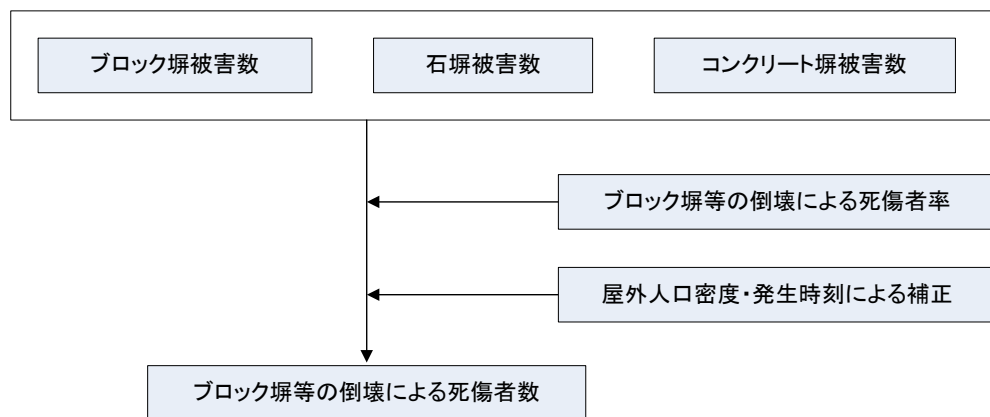 ブロック塀被害数
石塀被害数
コンクリート塀被害数
ブロック塀等の倒壊による死傷者率
屋外人口密度・発生時刻による補正
ブロック塀等の倒壊による死傷者数